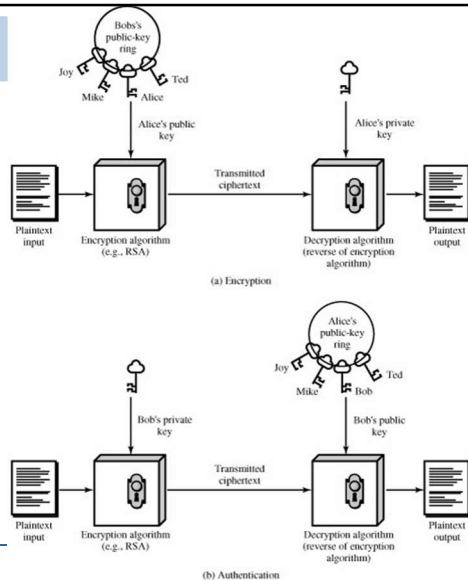 Bobs's
public-key
ring
Joy
Ted
Mike
Alice
Alice's public
key
Alice's private
key
Transmitted
ciphertext
Plaintext
input
Encryption algorithm
(e.g., RSA)
Decryption algorithm
(reverse of encryption
algorithm)
Plaintext
output
(a) Encryption
Alice's
public-key
ring
Joy
Ted
Mike
Bob
Bob's private
key
Bob's public
key
Transmitted
ciphertext
Plaintext
input
Encryption algorithm
(e.g., RSA)
Decryption algorithm
(reverse of encryption
algorithm)
Plaintext
output
(b) Authentication